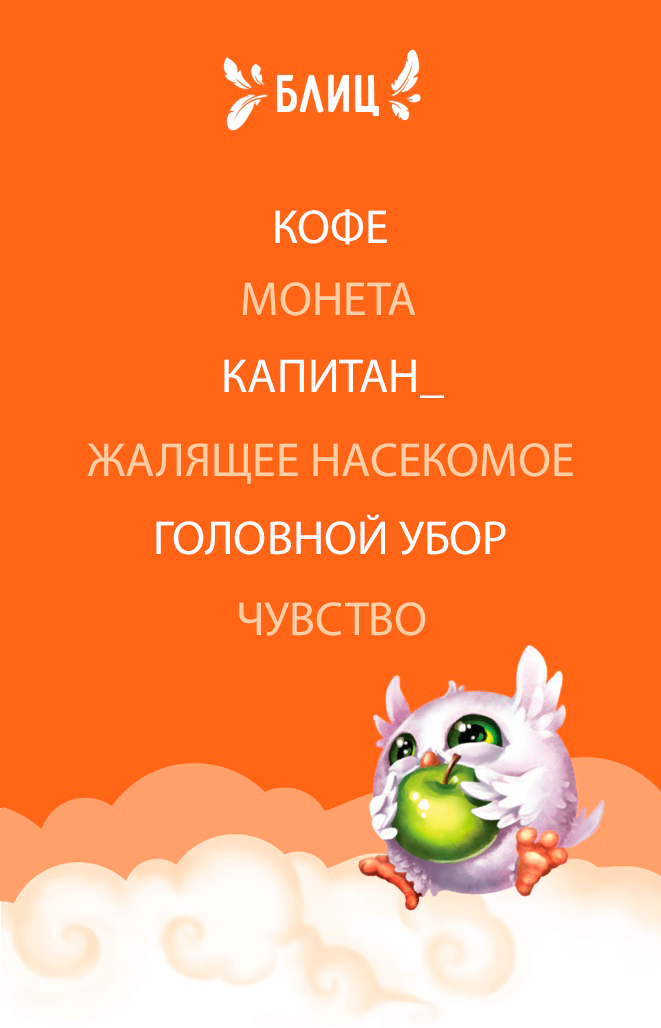 БЛИЦ
КОФЕ
МОНЕТА
КАПИТАН_
ЖАЛЯЩЕЕ НАСЕКОМОЕ
ГОЛОВНОЙ УБОР
ЧУВСТВО